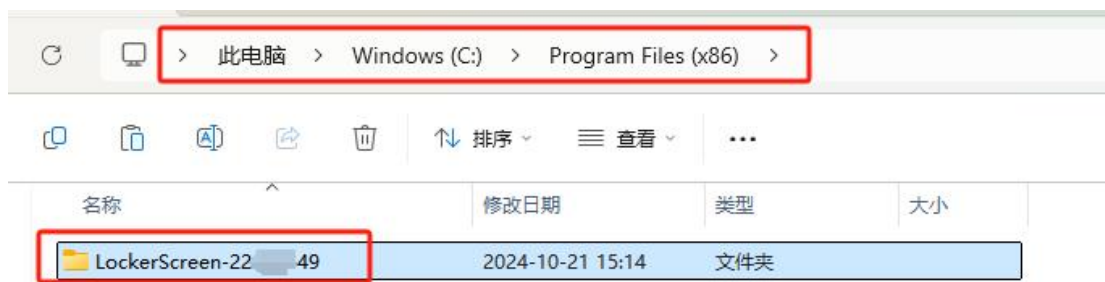 > 此电脑 > Windows (C:) > Program Files (x86) >
排序 查看 ...
名称 修改日期 类型 大小
LockerScreen-22 49 2024-10-21 15:14 文件夹